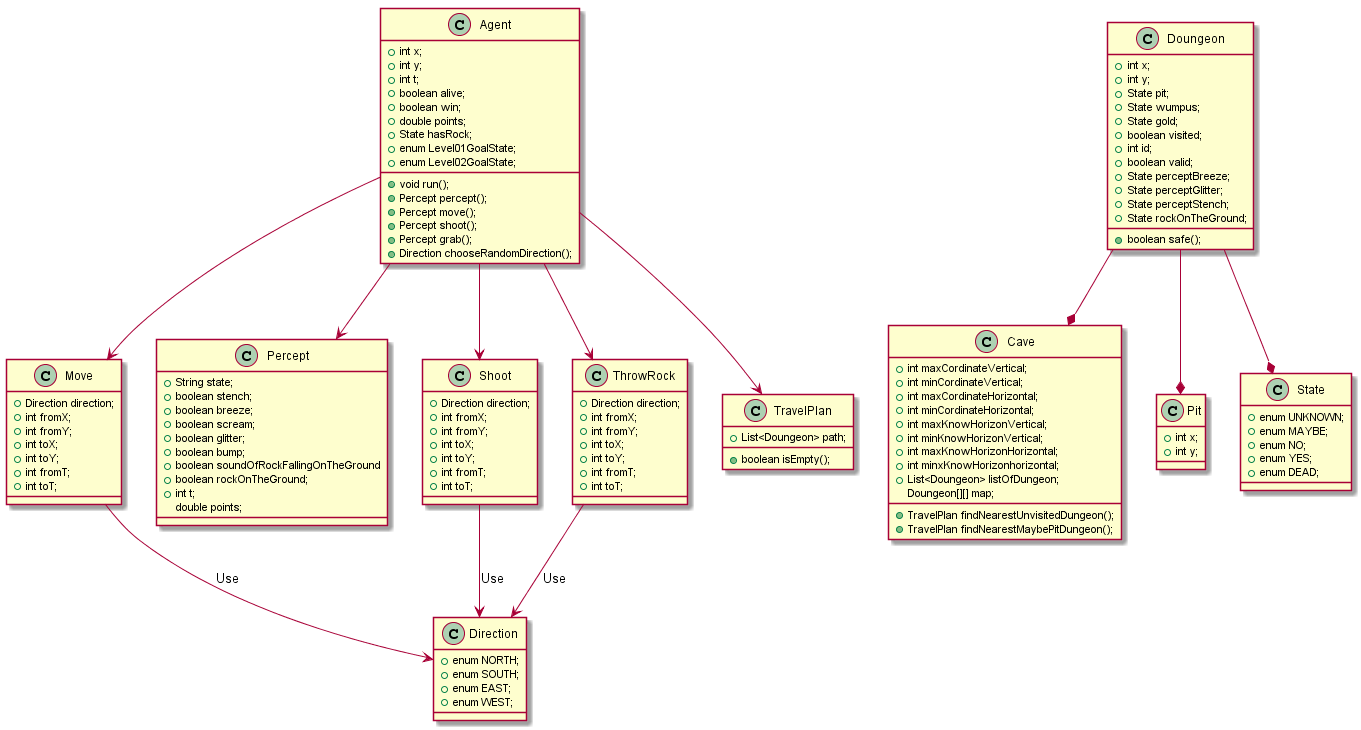 C Agent
int x;
int y;
int t;
boolean alive;
boolean win;
double points;
State hasRock;
enum Level01GoalState;
enum Level02GoalState;
void run();
Percept percept();
Percept move();
Percept shoot();
Percept grab();
Direction chooseRandomDirection();
C Doungeon
int x;
int y;
State pit;
State wumpus;
State gold;
boolean visited;
int id;
boolean valid;
State perceptBreeze;
State perceptGlitter;
State perceptStench;
State rockOnTheGround;
boolean safe();
C Move
Direction direction;
int fromX;
int fromY;
int toX;
int toY;
int fromT;
int toT;
C Percept
String state;
boolean stench;
boolean breeze;
boolean scream;
boolean glitter;
boolean bump;
boolean soundOfRockFallingOnTheGround
boolean rockOnTheGround;
int t;
double points;
C Shoot
Direction direction;
int fromX;
int fromY;
int toX;
int toY;
int fromT;
int toT;
C ThrowRock
Direction direction;
int fromX;
int fromY;
int toX;
int toY;
int fromT;
int toT;
C TravelPlan
List<Doungeon> path;
boolean isEmpty();
C Cave
int maxCordinateVertical;
int minCordinateVertical;
int maxCordinateHorizontal;
int minCordinateHorizontal;
int maxKnowHorizonVertical;
int minKnowHorizonVertical;
int maxKnowHorizonHorizontal;
int minxKnowHorizonhorizontal;
List<Doungeon> listOfDungeon;
Doungeon[][] map;
TravelPlan findNearestUnvisitedDungeon();
TravelPlan findNearestMaybePitDungeon();
C Pit
int x;
int y;
C State
enum UNKNOWN;
enum MAYBE;
enum NO;
enum YES;
enum DEAD;
Use
Use
Use
C Direction
enum NORTH;
enum SOUTH;
enum EAST;
enum WEST;